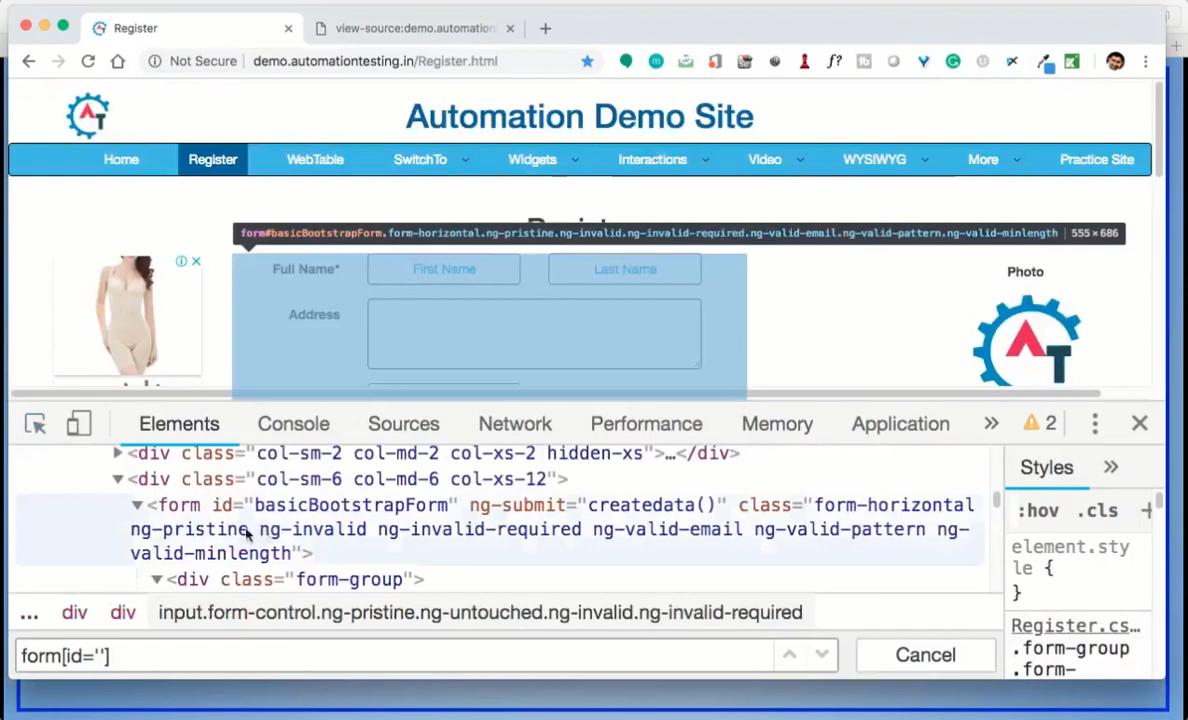 Register
view-source:demo.automation
Not Secure
demo.automationtesting.in/Register.html
f?
AT
Automation Demo Site
Home
Register
WebTable
SwitchTo
Widgets
Interactions
Video
WYSIWYG
More
Practice Site
form#basicBootstrapForm.form-horizontal.ng-pristine.ng-invalid.ng-invalid-required.ng-valid-email.ng-valid-pattern.ng-valid-minlength | 555×686
Full Name*
First Name
Last Name
Address
Photo
AT
Elements
Console
Sources
Network
Performance
Memory
Application
»
2
<div class="col-sm-2 col-md-2 col-xs-2 hidden-xs">…</div>
<div class="col-sm-6 col-md-6 col-xs-12">
<form id="basicBootstrapForm" ng-submit="createdata()" class="form-horizontal
ng-pristine ng-invalid ng-invalid-required ng-valid-email ng-valid-pattern ng-
valid-minlength">
<div class="form-group">
... div div input.form-control.ng-pristine.ng-untouched.ng-invalid.ng-invalid-required
form[id='']
Cancel
Styles »
:hov .cls +
element.sty
le {
}
Register.cs…
.form-group
.form-